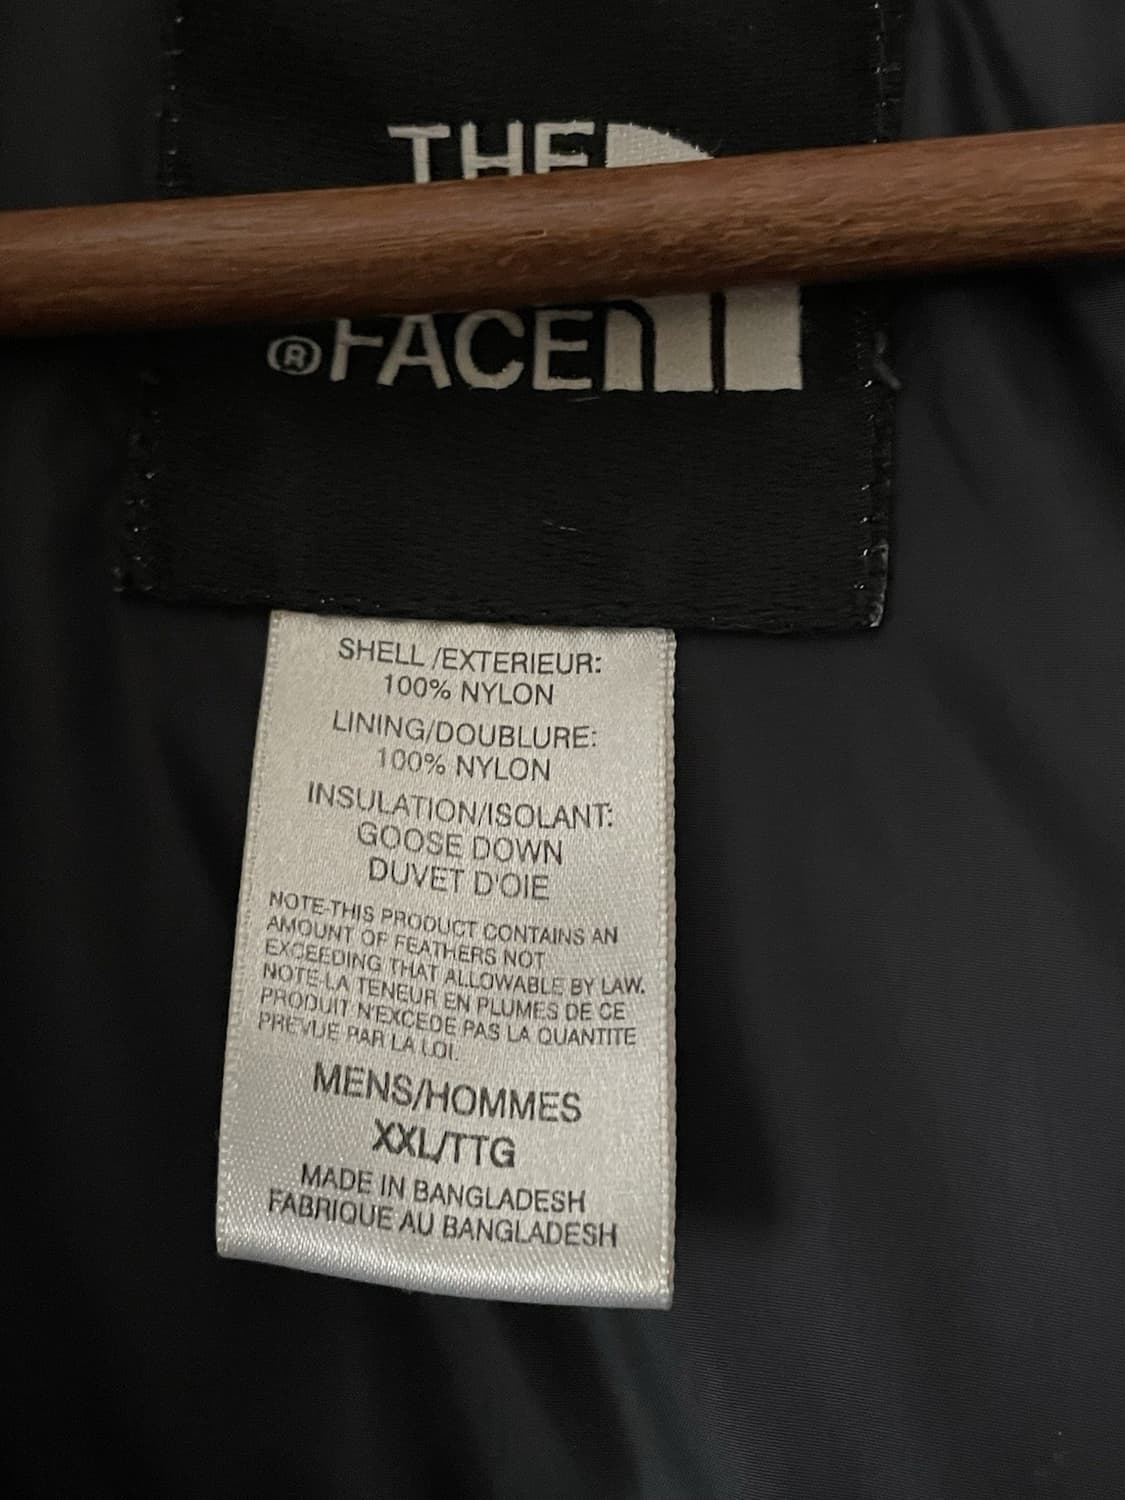 THE
® FACE
SHELL/EXTERIEUR:
100% NYLON
LINING/DOUBLURE:
100% NYLON
INSULATION/ISOLANT:
GOOSE DOWN
DUVET D'OIE
NOTE-THIS PRODUCT CONTAINS AN
AMOUNT OF FEATHERS NOT
EXCEEDING THAT ALLOWABLE BY LAW.
NOTE-LA TENEUR EN PLUMES DE CE
PRODUIT N'EXCEDE PAS LA QUANTITE
PREVUE PAR LA LOI.
MENS/HOMMES
XXL/TTG
MADE IN BANGLADESH
FABRIQUE AU BANGLADESH